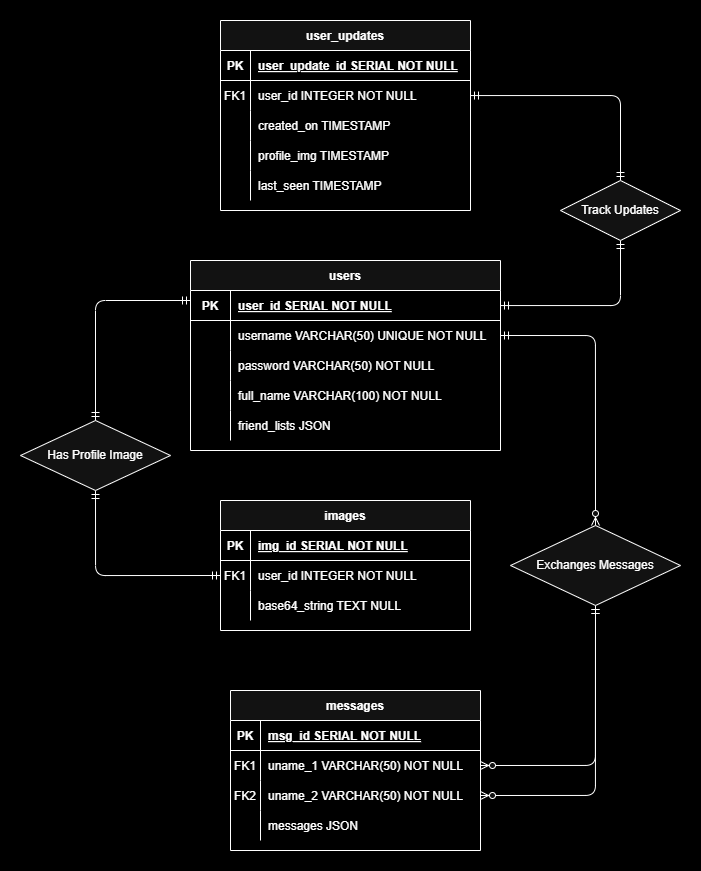 user_updates
PK user_update_id SERIAL NOT NULL
FK1 user_id INTEGER NOT NULL
created_on TIMESTAMP
profile_img TIMESTAMP
last_seen TIMESTAMP
Track Updates
users
PK user_id SERIAL NOT NULL
username VARCHAR(50) UNIQUE NOT NULL
password VARCHAR(50) NOT NULL
full_name VARCHAR(100) NOT NULL
friend_lists JSON
Has Profile Image
images
PK img_id SERIAL NOT NULL
FK1 user_id INTEGER NOT NULL
base64_string TEXT NULL
Exchanges Messages
messages
PK msg_id SERIAL NOT NULL
FK1 uname_1 VARCHAR(50) NOT NULL
FK2 uname_2 VARCHAR(50) NOT NULL
messages JSON